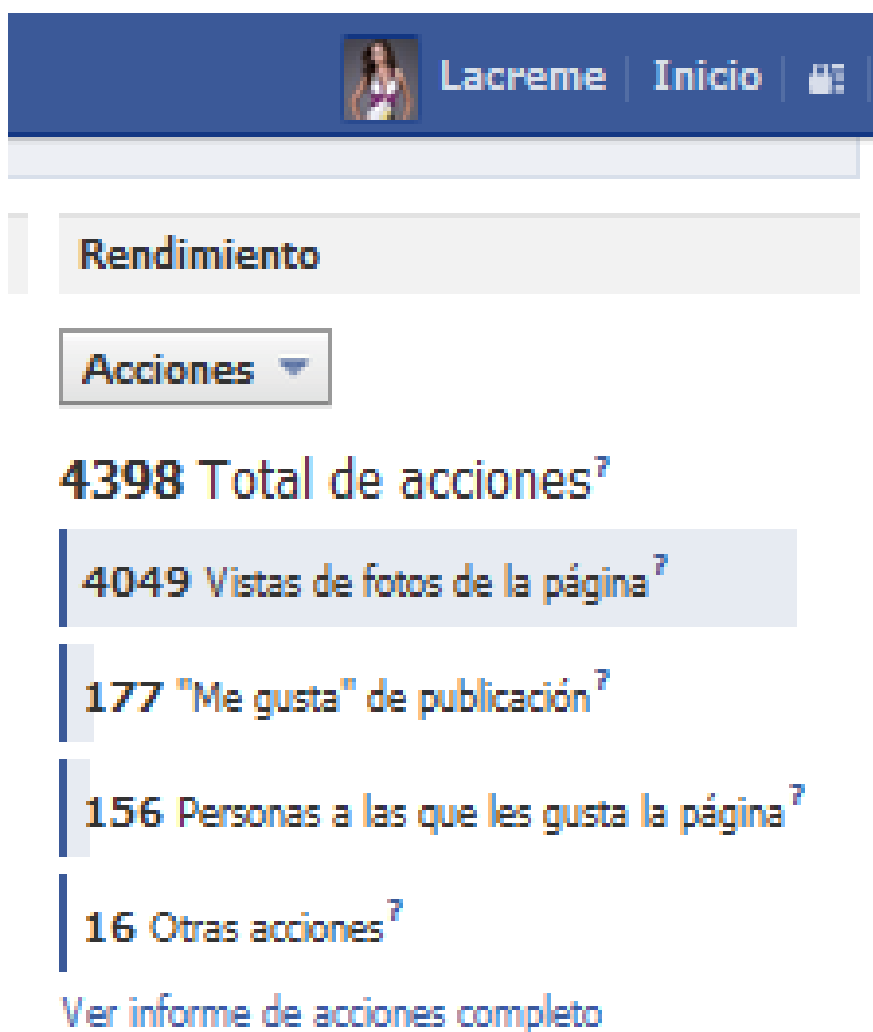 Lacreme Inicio
Rendimiento
Acciones
4398 Total de acciones?
4049 Vistas de fotos de la página?
177 "Me gusta" de publicación?
156 Personas a las que les gusta la página?
16 Otras acciones?
Ver informe de acciones completo